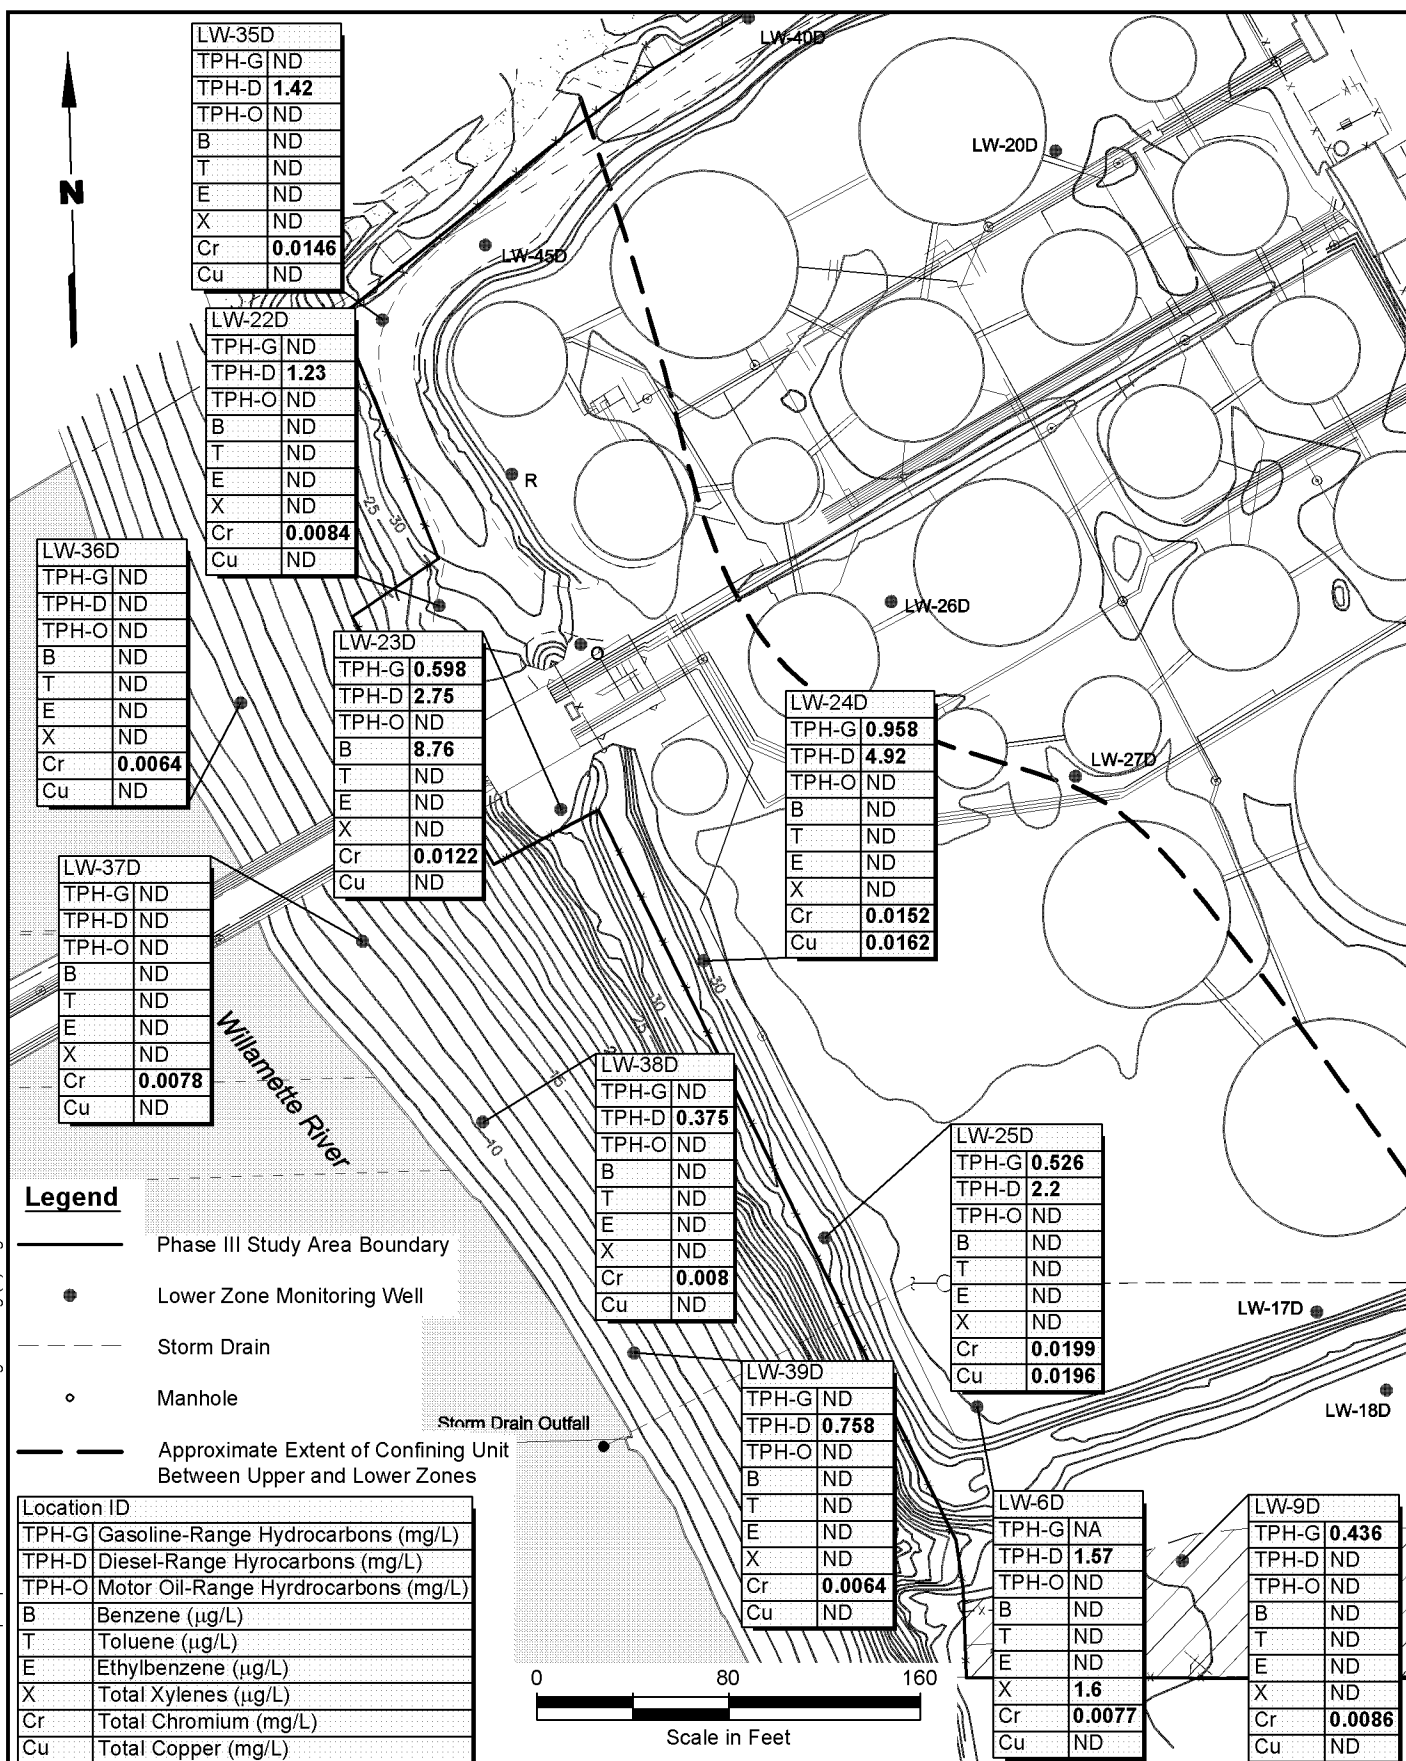 LW-35D
TPH-G ND
TPH-D 1.42
TPH-O ND
B ND
T ND
E ND
X ND
Cr 0.0146
Cu ND
LW-40D
LW-20D
N
LW-45D
LW-22D
TPH-G ND
TPH-D 1.23
TPH-O ND
B ND
T ND
E ND
X ND
Cr 0.0084
Cu ND
R
25
30
LW-36D
TPH-G ND
TPH-D ND
TPH-O ND
B ND
T ND
E ND
X ND
Cr 0.0064
Cu ND
LW-26D
LW-23D
TPH-G 0.598
TPH-D 2.75
TPH-O ND
B 8.76
T ND
E ND
X ND
Cr 0.0122
Cu ND
LW-24D
TPH-G 0.958
TPH-D 4.92
TPH-O ND
B ND
T ND
E ND
X ND
Cr 0.0152
Cu 0.0162
LW-27D
LW-37D
TPH-G ND
TPH-D ND
TPH-O ND
B ND
T ND
E ND
X ND
Cr 0.0078
Cu ND
30
30
25
15
10
Willamette River
LW-38D
TPH-G ND
TPH-D 0.375
TPH-O ND
B ND
T ND
E ND
X ND
Cr 0.008
Cu ND
LW-25D
TPH-G 0.526
TPH-D 2.2
TPH-O ND
B ND
T ND
E ND
X ND
Cr 0.0199
Cu 0.0196
LW-17D
LW-18D
Legend
Phase III Study Area Boundary
Lower Zone Monitoring Well
Storm Drain
Manhole
Approximate Extent of Confining Unit
Between Upper and Lower Zones
Storm Drain Outfall
LW-39D
TPH-G ND
TPH-D 0.758
TPH-O ND
B ND
T ND
E ND
X ND
Cr 0.0064
Cu ND
LW-6D
TPH-G NA
TPH-D 1.57
TPH-O ND
B ND
T ND
E ND
X 1.6
Cr 0.0077
Cu ND
LW-9D
TPH-G 0.436
TPH-D ND
TPH-O ND
B ND
T ND
E ND
X ND
Cr 0.0086
Cu ND
Location ID
TPH-G Gasoline-Range Hydrocarbons (mg/L)
TPH-D Diesel-Range Hyrocarbons (mg/L)
TPH-O Motor Oil-Range Hyrdrocarbons (mg/L)
B Benzene (μg/L)
T Toluene (μg/L)
E Ethylbenzene (μg/L)
X Total Xylenes (μg/L)
Cr Total Chromium (mg/L)
Cu Total Copper (mg/L)
0 80 160
Scale in Feet